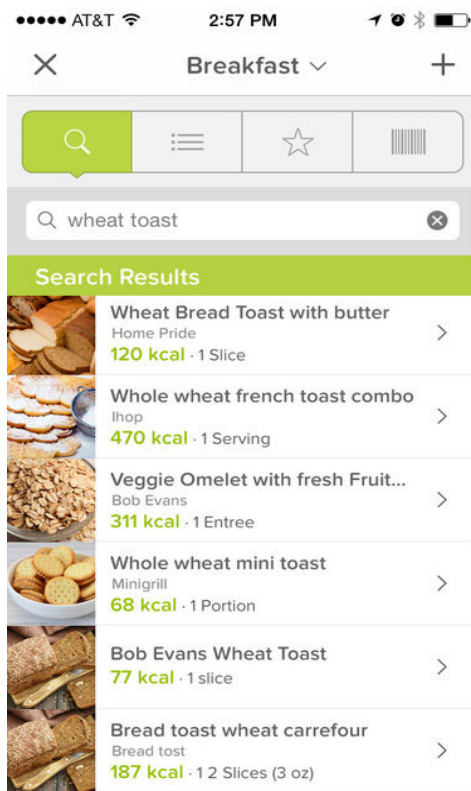 AT&T 2:57 PM
Breakfast
wheat toast
Search Results
Wheat Bread Toast with butter
Home Pride
120 kcal · 1 Slice
Whole wheat french toast combo
Ihop
470 kcal · 1 Serving
Veggie Omelet with fresh Fruit...
Bob Evans
311 kcal · 1 Entree
Whole wheat mini toast
Minigrill
68 kcal · 1 Portion
Bob Evans Wheat Toast
77 kcal · 1 slice
Bread toast wheat carrefour
Bread tost
187 kcal · 1 2 Slices (3 oz)